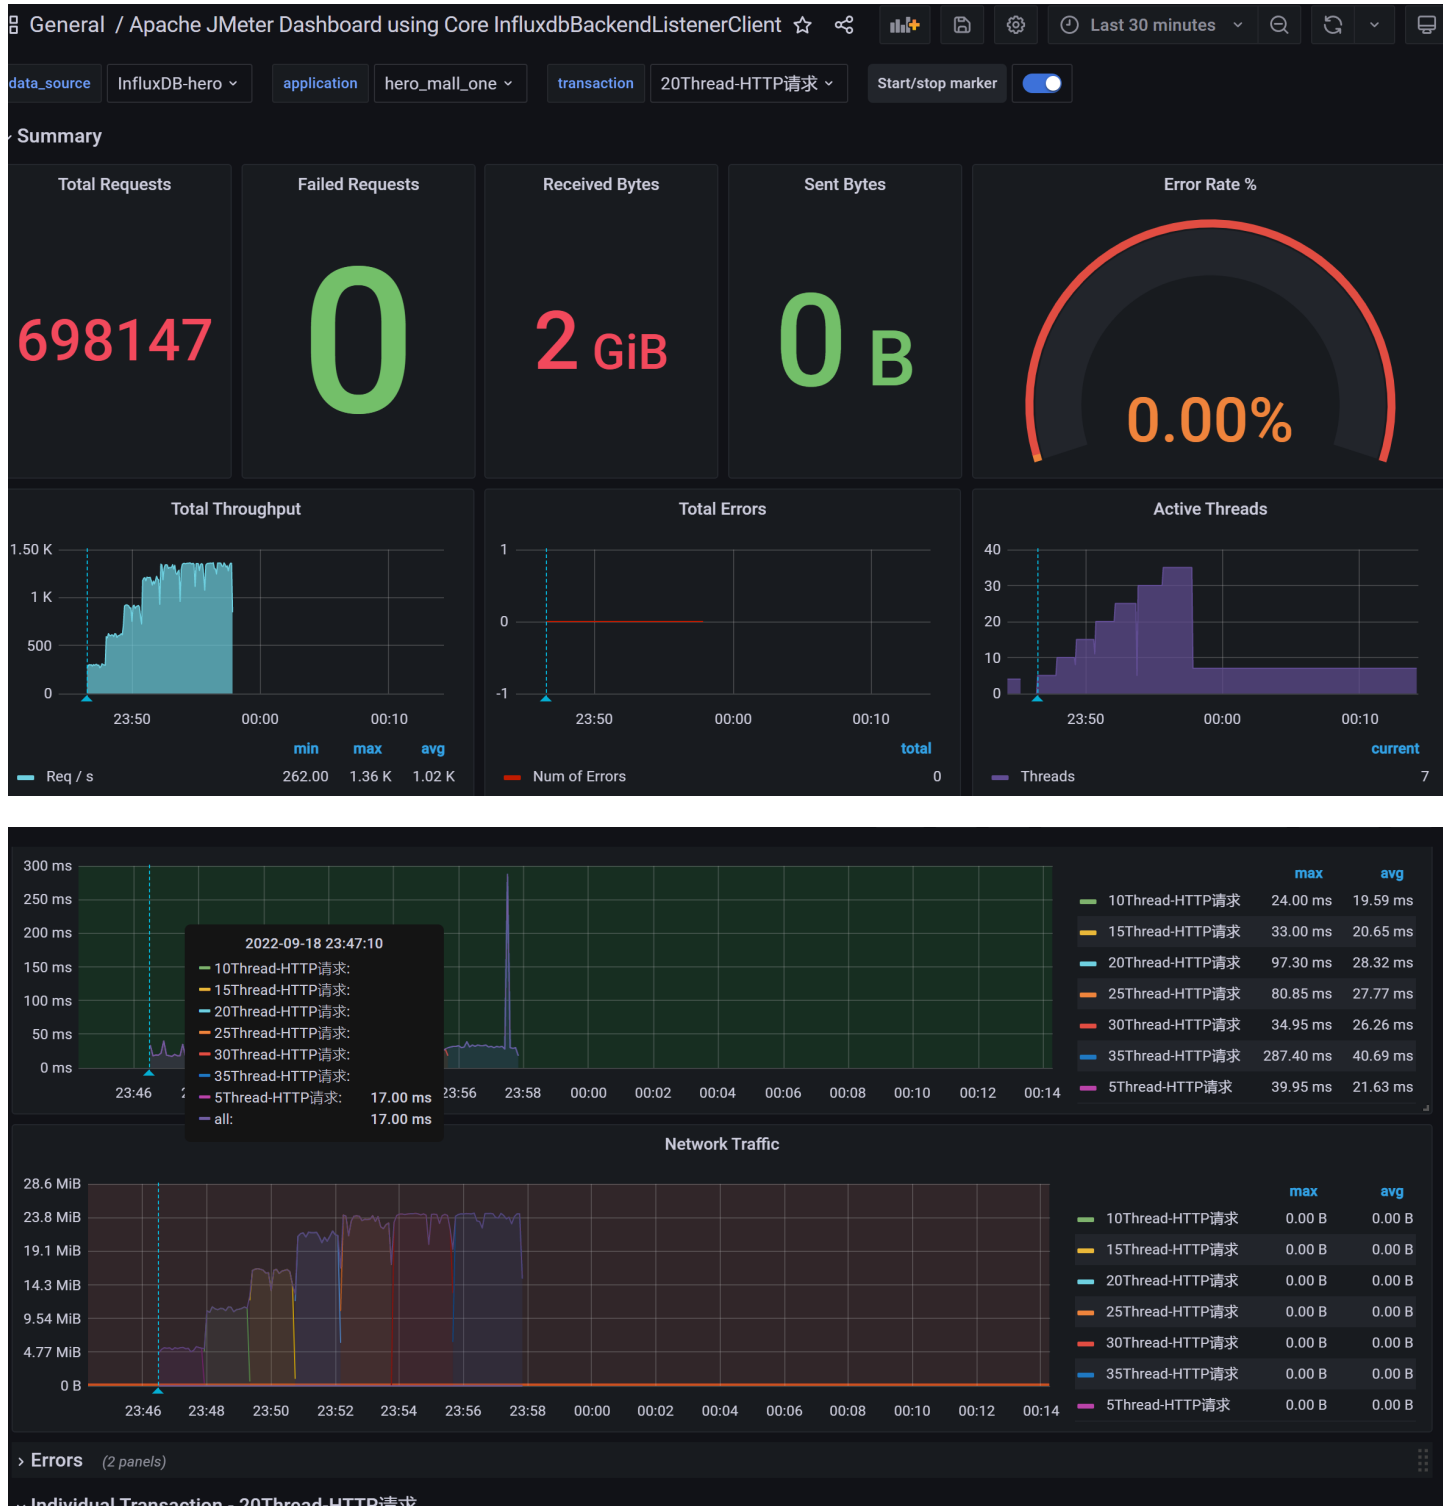 General / Apache JMeter Dashboard using Core InfluxdbBackendListenerClient Last 30 minutes
data_source InfluxDB-hero application hero_mall_one transaction 20Thread-HTTP请求 Start/stop marker
Summary
Total Requests Failed Requests Received Bytes Sent Bytes Error Rate %
698147 0 2 GiB 0 B 0.00%
Total Throughput
1.50 K
1 K
500
0
23:50 00:00 00:10
min max avg
Req / s 262.00 1.36 K 1.02 K
Total Errors
1
0
-1
23:50 00:00 00:10
total
Num of Errors 0
Active Threads
40
30
20
10
0
23:50 00:00 00:10
current
Threads 7
300 ms
250 ms
200 ms
150 ms
100 ms
50 ms
0 ms
23:46 2 23:56 23:58 00:00 00:02 00:04 00:06 00:08 00:10 00:12 00:14
2022-09-18 23:47:10
10Thread-HTTP请求:
15Thread-HTTP请求:
20Thread-HTTP请求:
25Thread-HTTP请求:
30Thread-HTTP请求:
35Thread-HTTP请求:
5Thread-HTTP请求: 17.00 ms
all: 17.00 ms
max avg
10Thread-HTTP请求 24.00 ms 19.59 ms
15Thread-HTTP请求 33.00 ms 20.65 ms
20Thread-HTTP请求 97.30 ms 28.32 ms
25Thread-HTTP请求 80.85 ms 27.77 ms
30Thread-HTTP请求 34.95 ms 26.26 ms
35Thread-HTTP请求 287.40 ms 40.69 ms
5Thread-HTTP请求 39.95 ms 21.63 ms
Network Traffic
28.6 MiB
23.8 MiB
19.1 MiB
14.3 MiB
9.54 MiB
4.77 MiB
0 B
23:46 23:48 23:50 23:52 23:54 23:56 23:58 00:00 00:02 00:04 00:06 00:08 00:10 00:12 00:14
max avg
10Thread-HTTP请求 0.00 B 0.00 B
15Thread-HTTP请求 0.00 B 0.00 B
20Thread-HTTP请求 0.00 B 0.00 B
25Thread-HTTP请求 0.00 B 0.00 B
30Thread-HTTP请求 0.00 B 0.00 B
35Thread-HTTP请求 0.00 B 0.00 B
5Thread-HTTP请求 0.00 B 0.00 B
Errors (2 panels)
Individual Transaction - 20Thread-HTTP请求